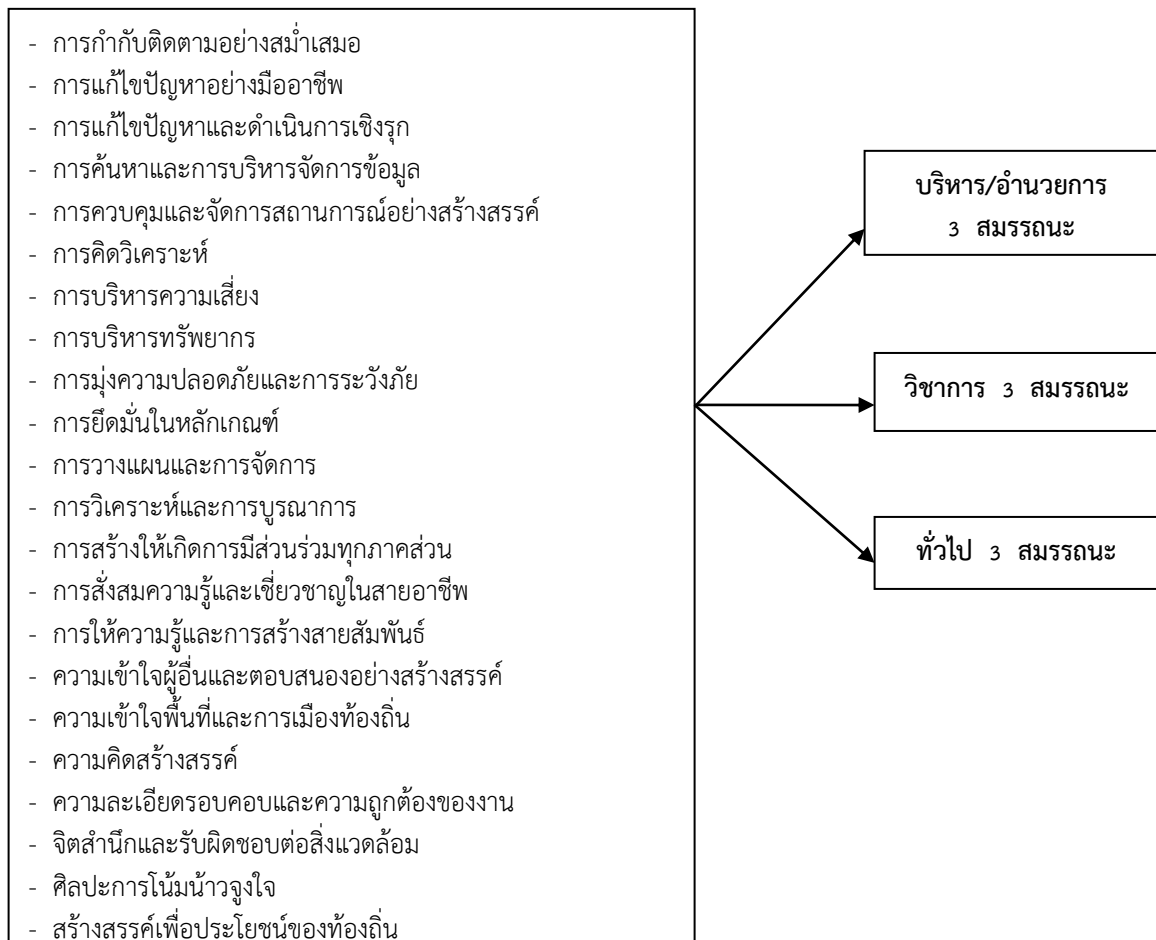 - การกำกับติดตามอย่างสม่ำเสมอ
- การแก้ไขปัญหาอย่างมืออาชีพ
- การแก้ไขปัญหาและดำเนินการเชิงรุก
- การค้นหาและการบริหารจัดการข้อมูล
- การควบคุมและจัดการสถานการณ์อย่างสร้างสรรค์
- การคิดวิเคราะห์
- การบริหารความเสี่ยง
- การบริหารทรัพยากร
- การมุ่งความปลอดภัยและการระวังภัย
- การยึดมั่นในหลักเกณฑ์
- การวางแผนและการจัดการ
- การวิเคราะห์และการบูรณาการ
- การสร้างให้เกิดการมีส่วนร่วมทุกภาคส่วน
- การสั่งสมความรู้และเชี่ยวชาญในสายอาชีพ
- การให้ความรู้และการสร้างสายสัมพันธ์
- ความเข้าใจผู้อื่นและตอบสนองอย่างสร้างสรรค์
- ความเข้าใจพื้นที่และการเมืองท้องถิ่น
- ความคิดสร้างสรรค์
- ความละเอียดรอบคอบและความถูกต้องของงาน
- จิตสำนึกและรับผิดชอบต่อสิ่งแวดล้อม
- ศิลปะการโน้มน้าวจูงใจ
- สร้างสรรค์เพื่อประโยชน์ของท้องถิ่น
บริหาร/อำนวยการ
3 สมรรถนะ
วิชาการ 3 สมรรถนะ
ทั่วไป 3 สมรรถนะ